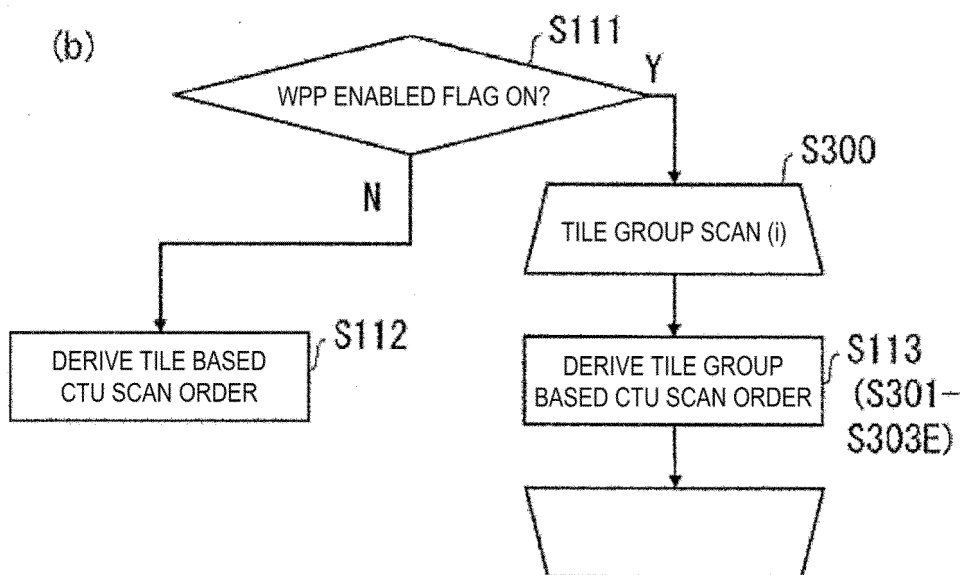 (b)
S111
WPP ENABLED FLAG ON?
Y
N
S300
TILE GROUP SCAN (i)
S112
DERIVE TILE BASED
CTU SCAN ORDER
S113
(S301-
S303E)
DERIVE TILE GROUP
BASED CTU SCAN ORDER